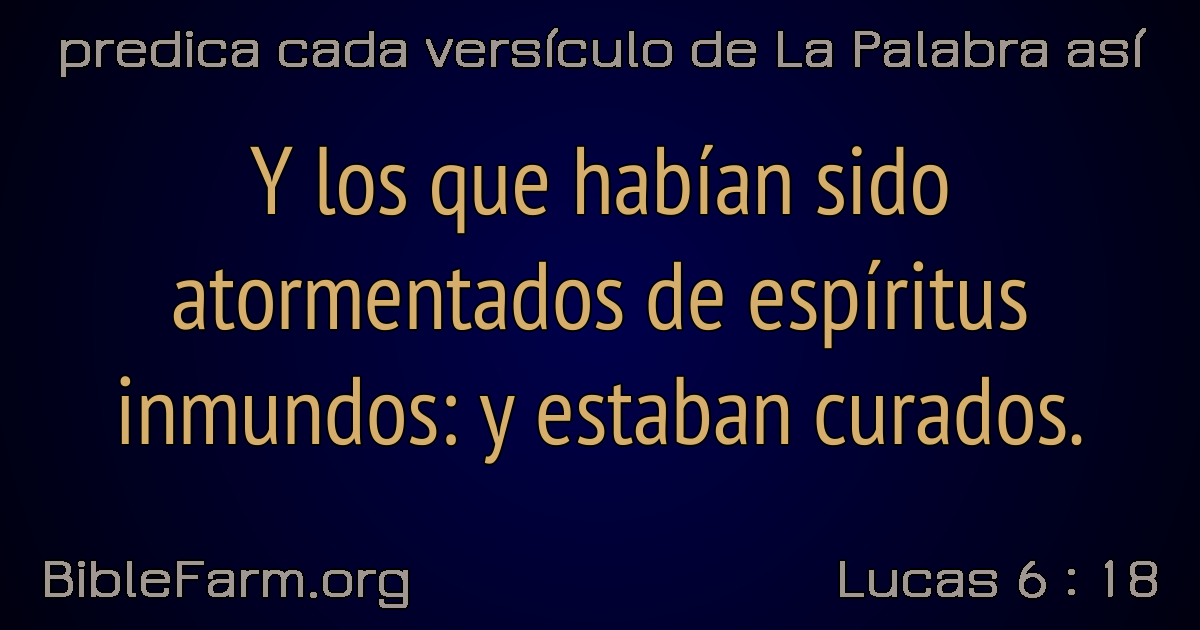 predica cada versículo de La Palabra así
Y los que habían sido
atormentados de espíritus
inmundos: y estaban curados.
BibleFarm.org
Lucas 6 : 18